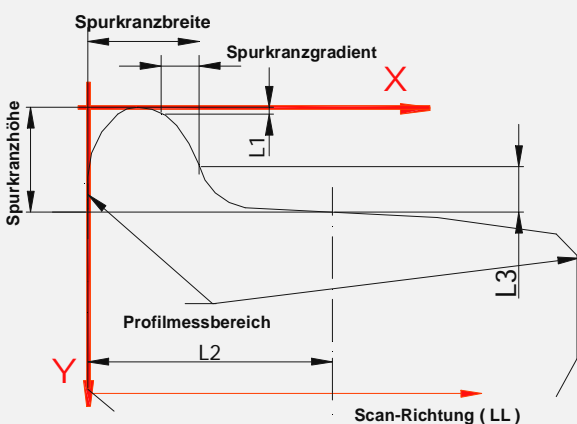 Spurkranzbreite
Spurkranzgradient
X
Spurkranzhöhe
L1
L3
Profilmessbereich
L2
Y
Scan-Richtung ( LL )